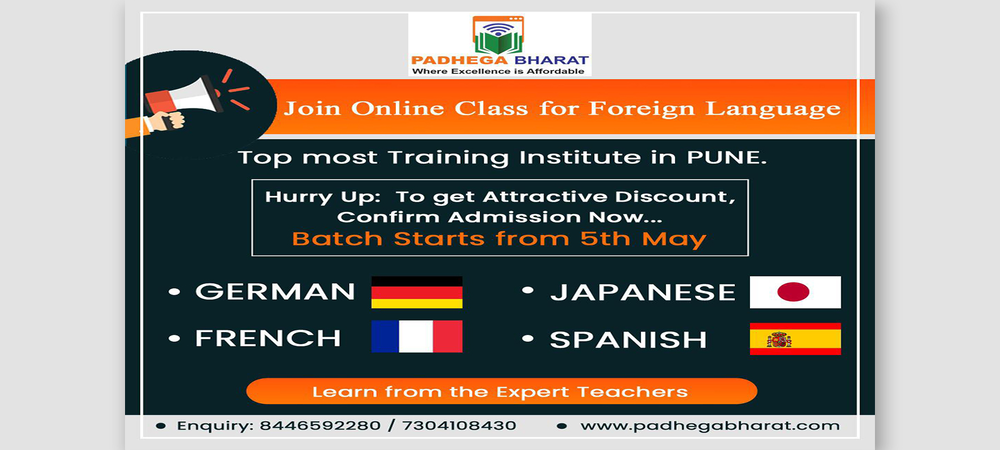 PADHEGA BHARAT
Where Excellence is Affordable
Join Online Class for Foreign Language
Top most Training Institute in PUNE.
Hurry Up: To get Attractive Discount,
Confirm Admission Now...
Batch Starts from 5th May
• GERMAN
• JAPANESE
• FRENCH
• SPANISH
Learn from the Expert Teachers
• Enquiry: 8446592280 / 7304108430 • www.padhegabharat.com